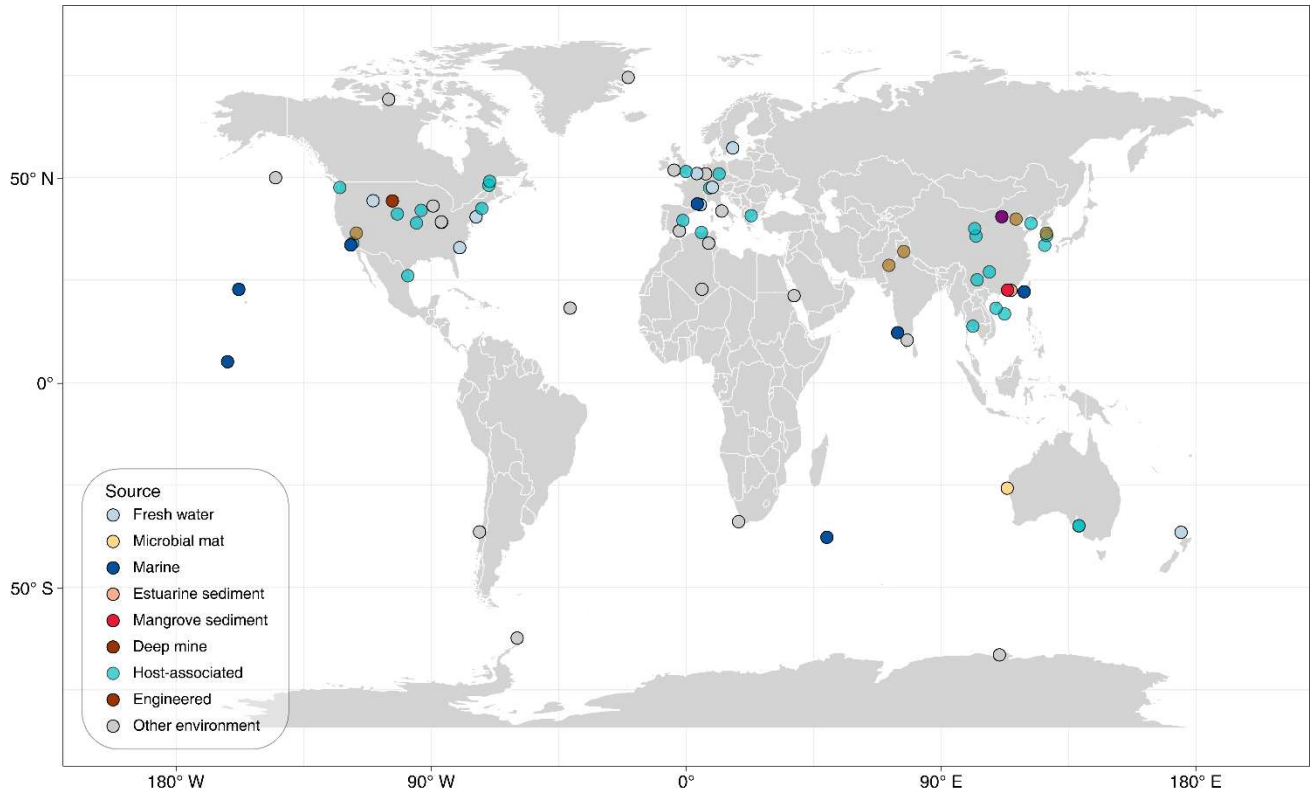 50° N
0°
50° S
Source
Fresh water
Microbial mat
Marine
Estuarine sediment
Mangrove sediment
Deep mine
Host-associated
Engineered
Other environment
180° W
90° W
0°
90° E
180° E